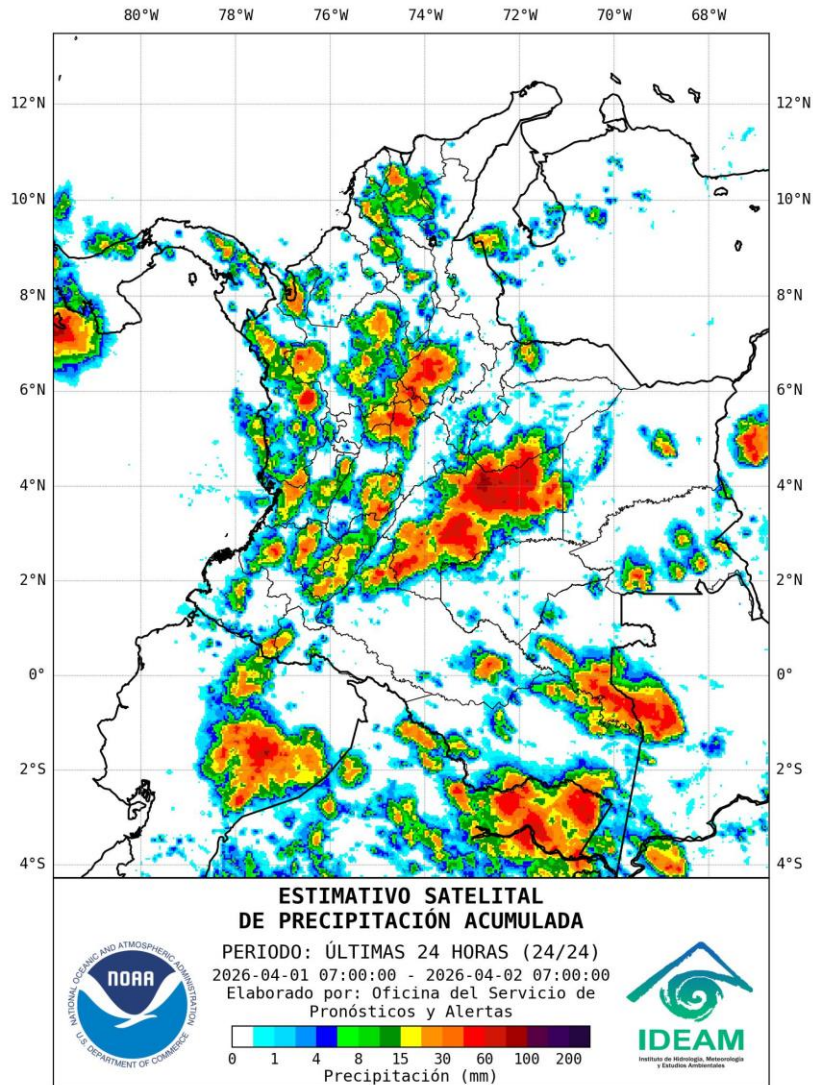 80°W 78°W 76°W 74°W 72°W 70°W 68°W
12°N 12°N
10°N 10°N
8°N 8°N
6°N 6°N
4°N 4°N
2°N 2°N
0° 0°
2°S 2°S
4°S 4°S
ESTIMATIVO SATELITAL
DE PRECIPITACIÓN ACUMULADA
PERIODO: ÚLTIMAS 24 HORAS (24/24)
2026-04-01 07:00:00 - 2026-04-02 07:00:00
Elaborado por: Oficina del Servicio de
Pronósticos y Alertas
0 1 4 8 15 30 60 100 200
Precipitación (mm)
NATIONAL OCEANIC AND ATMOSPHERIC ADMINISTRATION
NOAA
U.S. DEPARTMENT OF COMMERCE
IDEAM
Instituto de Hidrología, Meteorología
y Estudios Ambientales